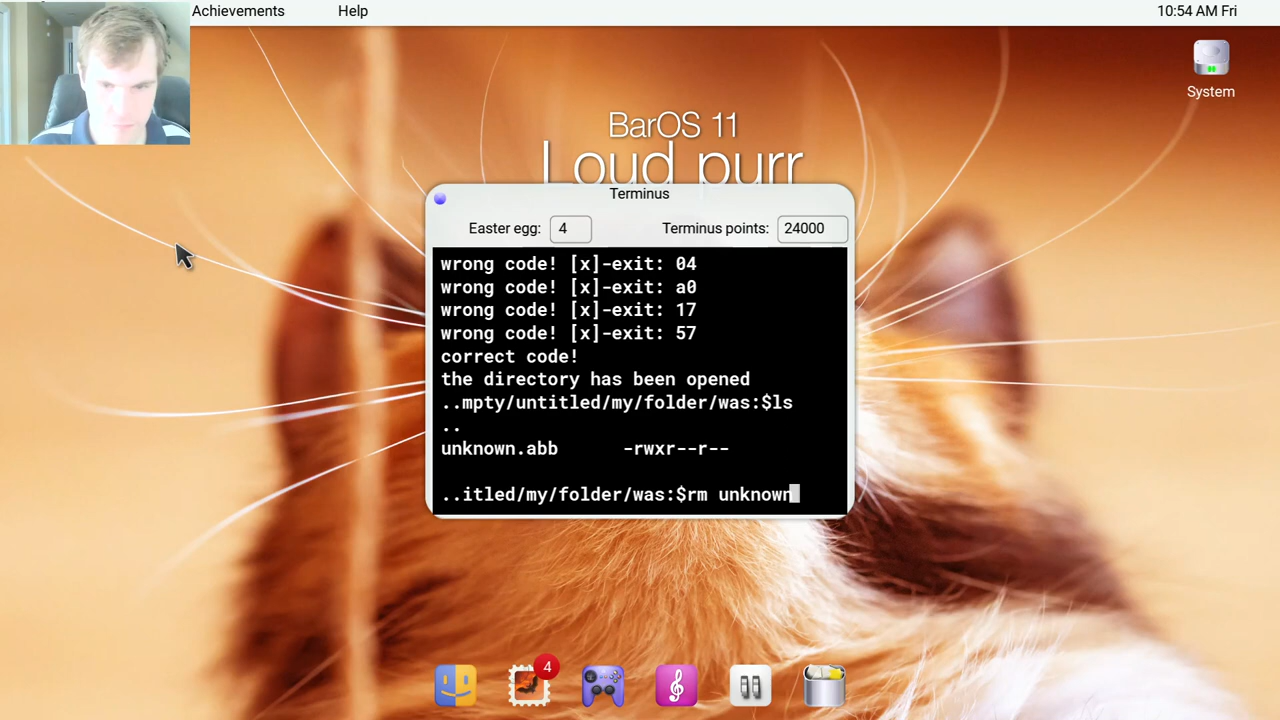 Achievements Help 10:54 AM Fri
System
BarOS 11
Loud purr
Terminus
Easter egg: 4 Terminus points: 24000
wrong code! [x]-exit: 04
wrong code! [x]-exit: a0
wrong code! [x]-exit: 17
wrong code! [x]-exit: 57
correct code!
the directory has been opened
..mpty/untitled/my/folder/was:$ls
..
unknown.abb -rwxr--r--
..itled/my/folder/was:$rm unknown
4